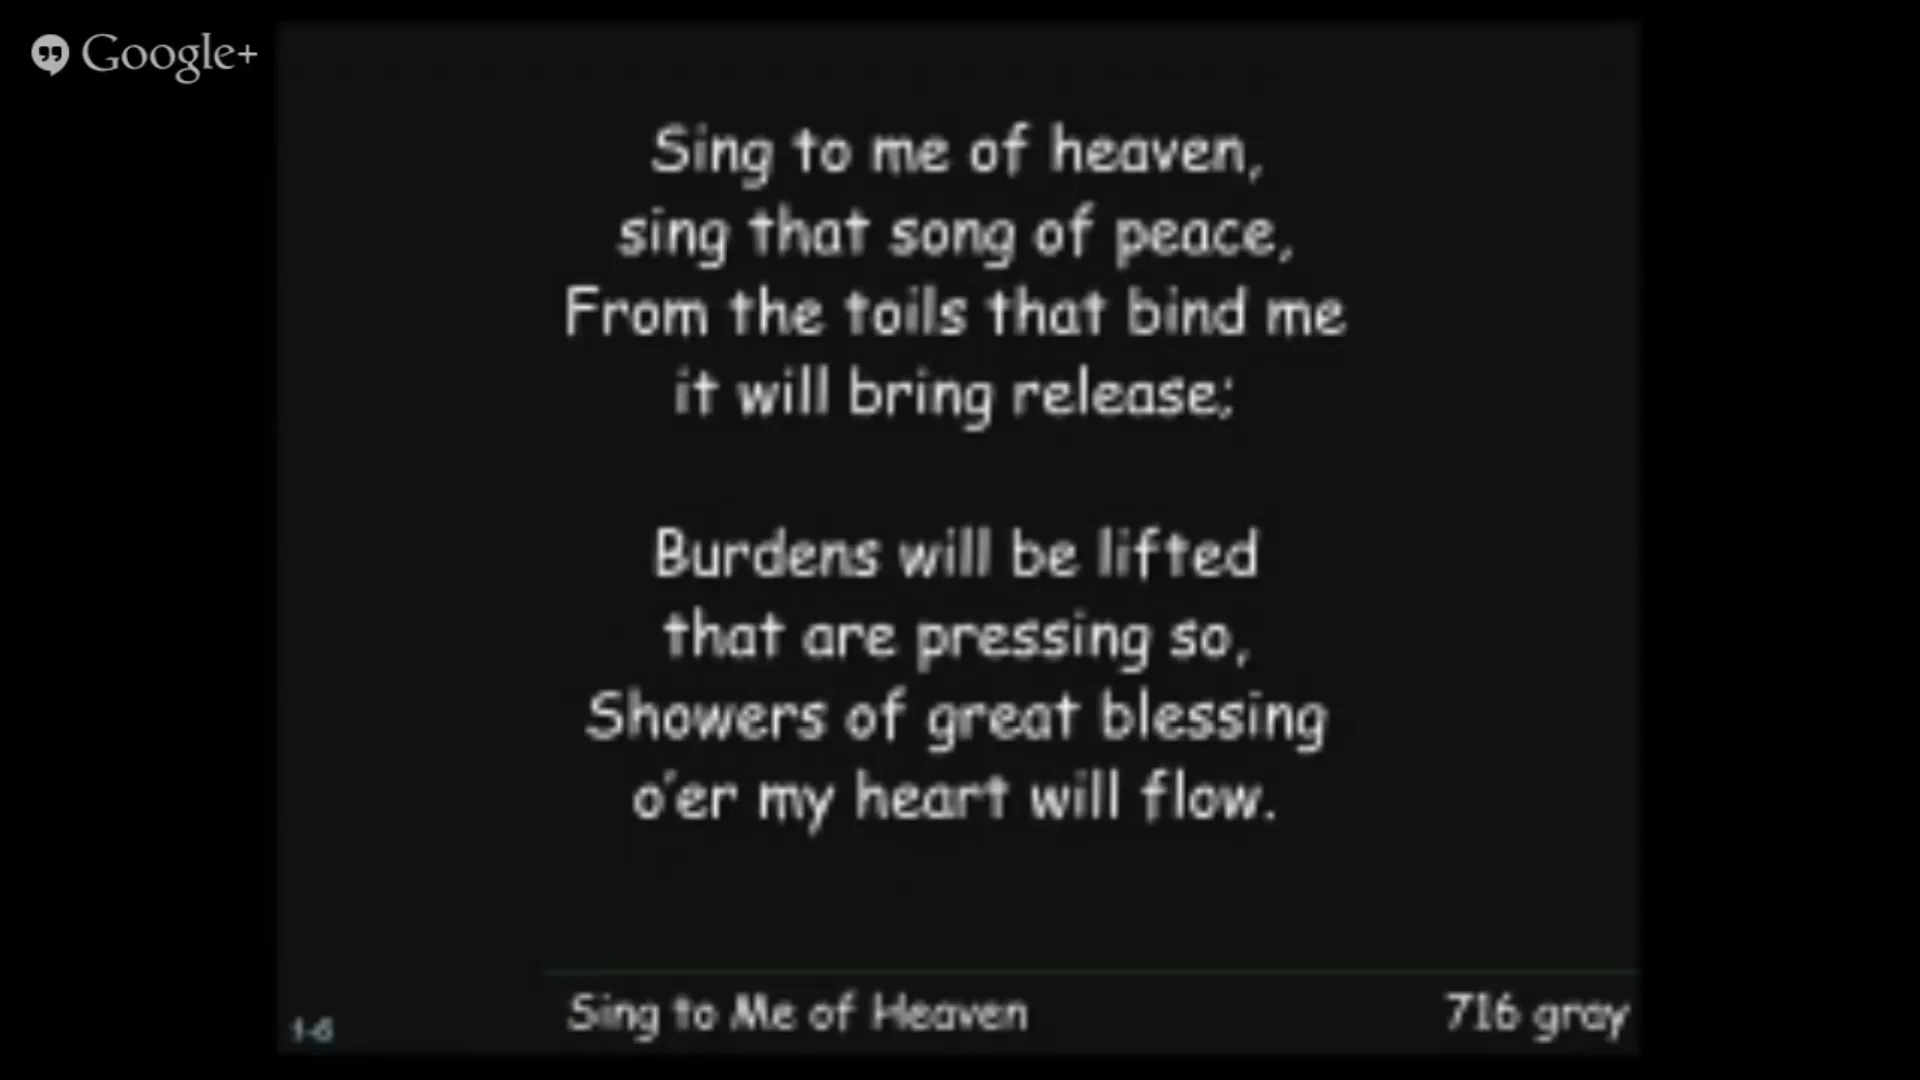 Google+
Sing to me of heaven,
sing that song of peace,
From the toils that bind me
it will bring release;
Burdens will be lifted
that are pressing so,
Showers of great blessing
o'er my heart will flow.
Sing to Me of Heaven
716 gray
1-6